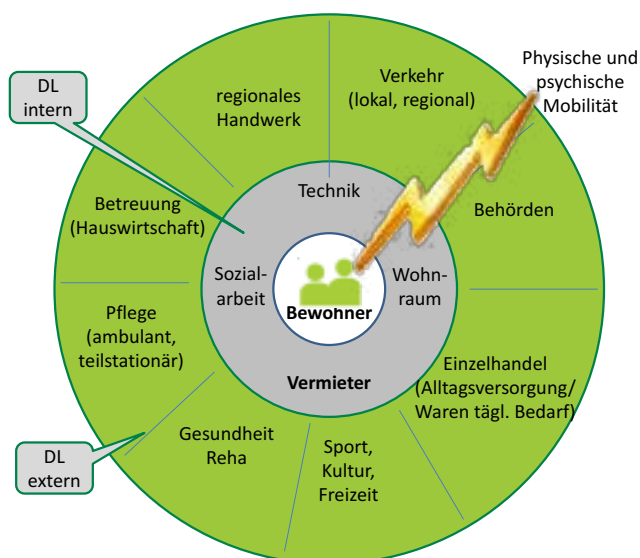 Physische und
psychische
Mobilität
DL
intern
regionales
Handwerk
Verkehr
(lokal, regional)
Technik
Betreuung
(Hauswirtschaft)
Behörden
Sozial-
arbeit
Wohn-
raum
Bewohner
Pflege
(ambulant,
teilstationär)
Vermieter
Einzelhandel
(Alltagsversorgung/
Waren tägl. Bedarf)
Gesundheit
Reha
Sport,
Kultur,
Freizeit
DL
extern